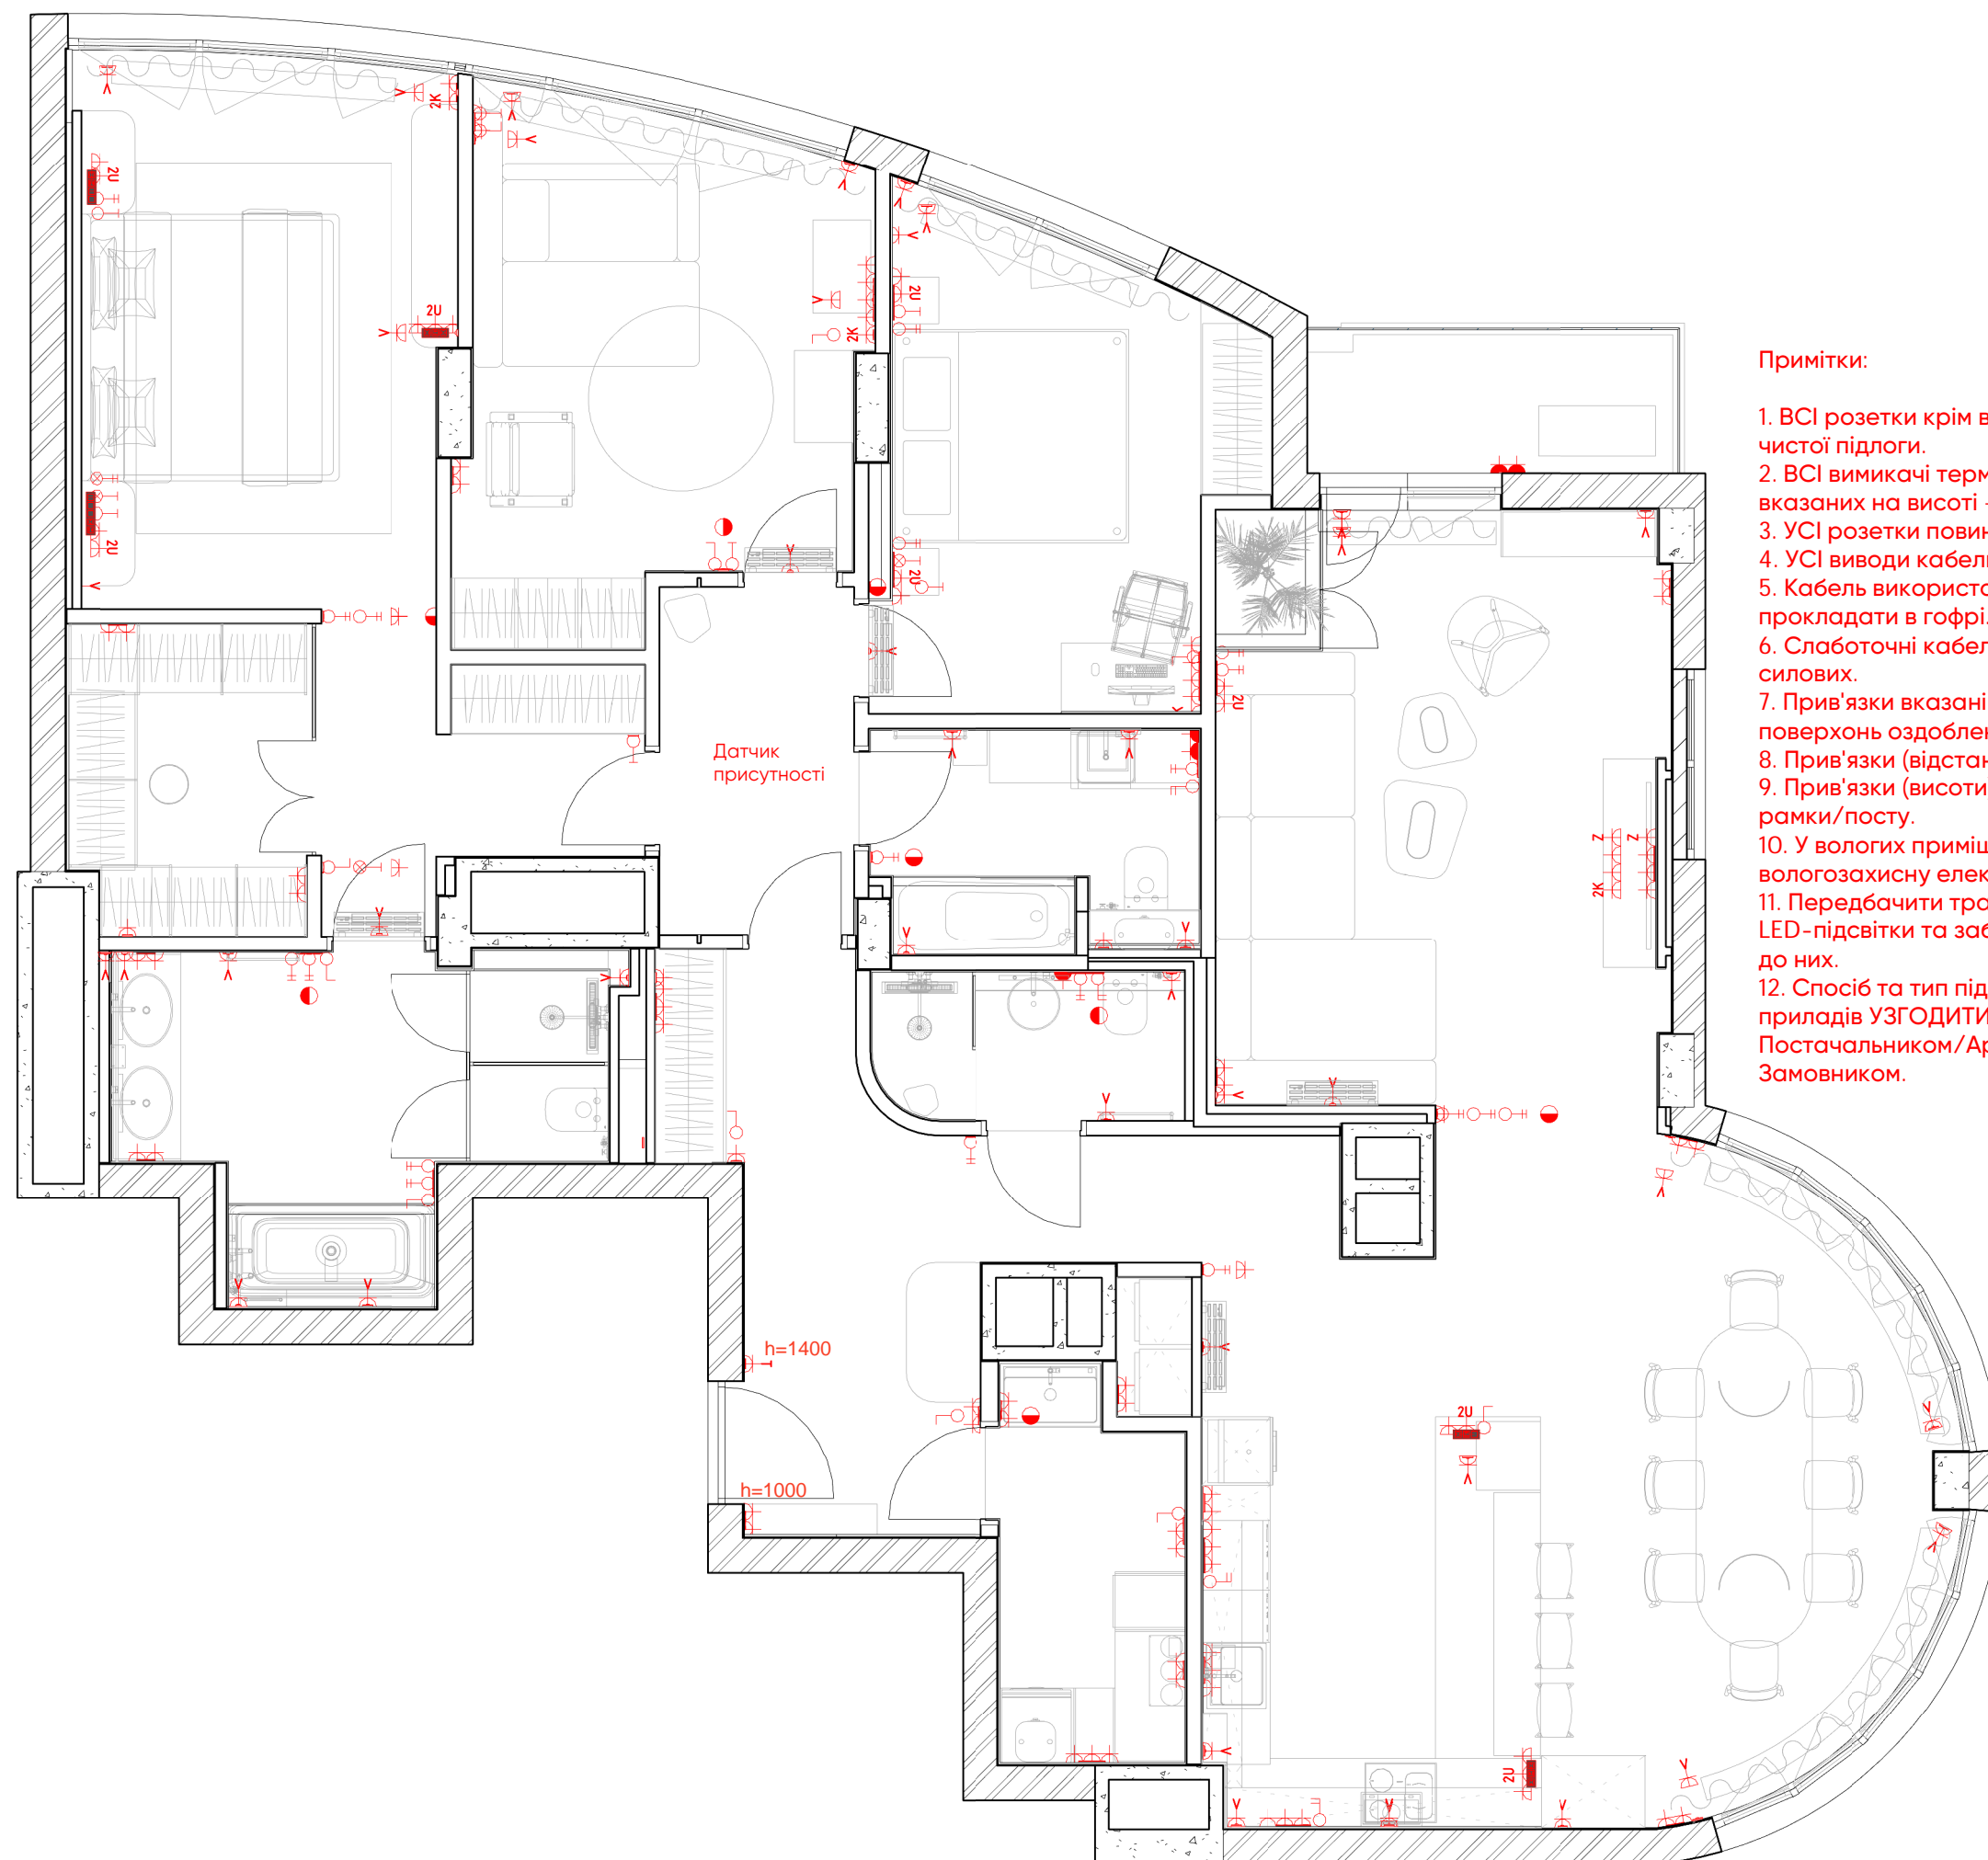 Примітки:
1. ВСІ розетки крім в
чистої підлоги.
2. ВСІ вимикачі терм
вказаних на висоті -
3. УСІ розетки повин
4. УСІ виводи кабел
5. Кабель використо
прокладати в гофрі.
6. Слаботочні кабел
силових.
7. Прив'язки вказані
поверхонь оздоблен
8. Прив'язки (відстан
9. Прив'язки (висоти
рамки/посту.
10. У вологих приміщ
вологозахисну елек
11. Передбачити тра
LED-підсвітки та заб
до них.
12. Спосіб та тип під
приладів УЗГОДИТИ
Постачальником/Ар
Замовником.
Датчик
присутності
h=1400
h=1000
2K
2U
2U
2U
2K
2U
2U
2U
Z
Z
2K
2U
2U